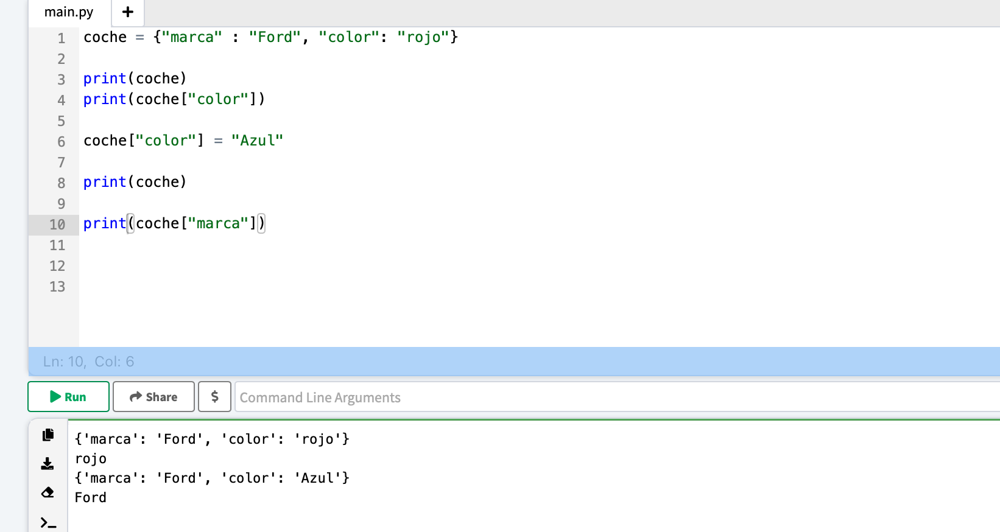 main.py +
1 coche = {"marca" : "Ford", "color": "rojo"}
2
3 print(coche)
4 print(coche["color"])
5
6 coche["color"] = "Azul"
7
8 print(coche)
9
10 print(coche["marca"])
11
12
13
Ln: 10, Col: 6
Run Share $ Command Line Arguments
{'marca': 'Ford', 'color': 'rojo'}
rojo
{'marca': 'Ford', 'color': 'Azul'}
Ford